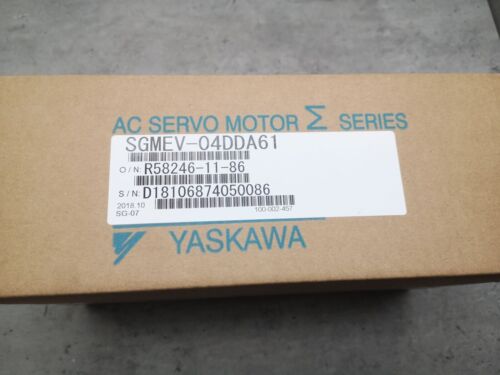 AC SERVO MOTOR Σ SERIES
SGMEV-04DDA61
O/N: R58246-11-86
S/N: D18106874050086
2018.10
SG-07 100-002-457
YASKAWA